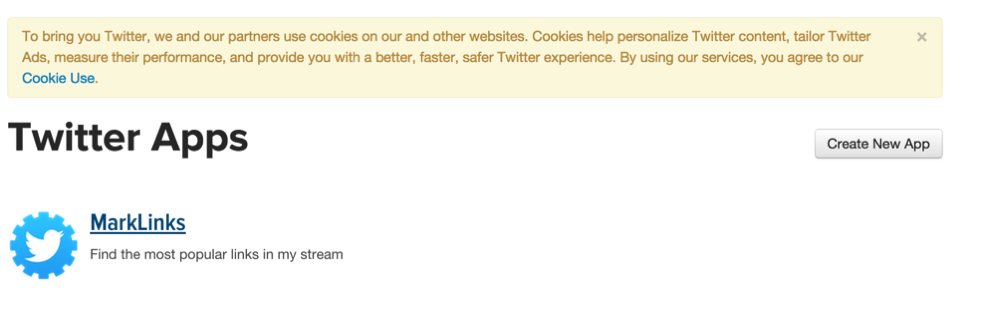 To bring you Twitter, we and our partners use cookies on our and other websites. Cookies help personalize Twitter content, tailor Twitter
Ads, measure their performance, and provide you with a better, faster, safer Twitter experience. By using our services, you agree to our
Cookie Use.
×
Twitter Apps
Create New App
MarkLinks
Find the most popular links in my stream